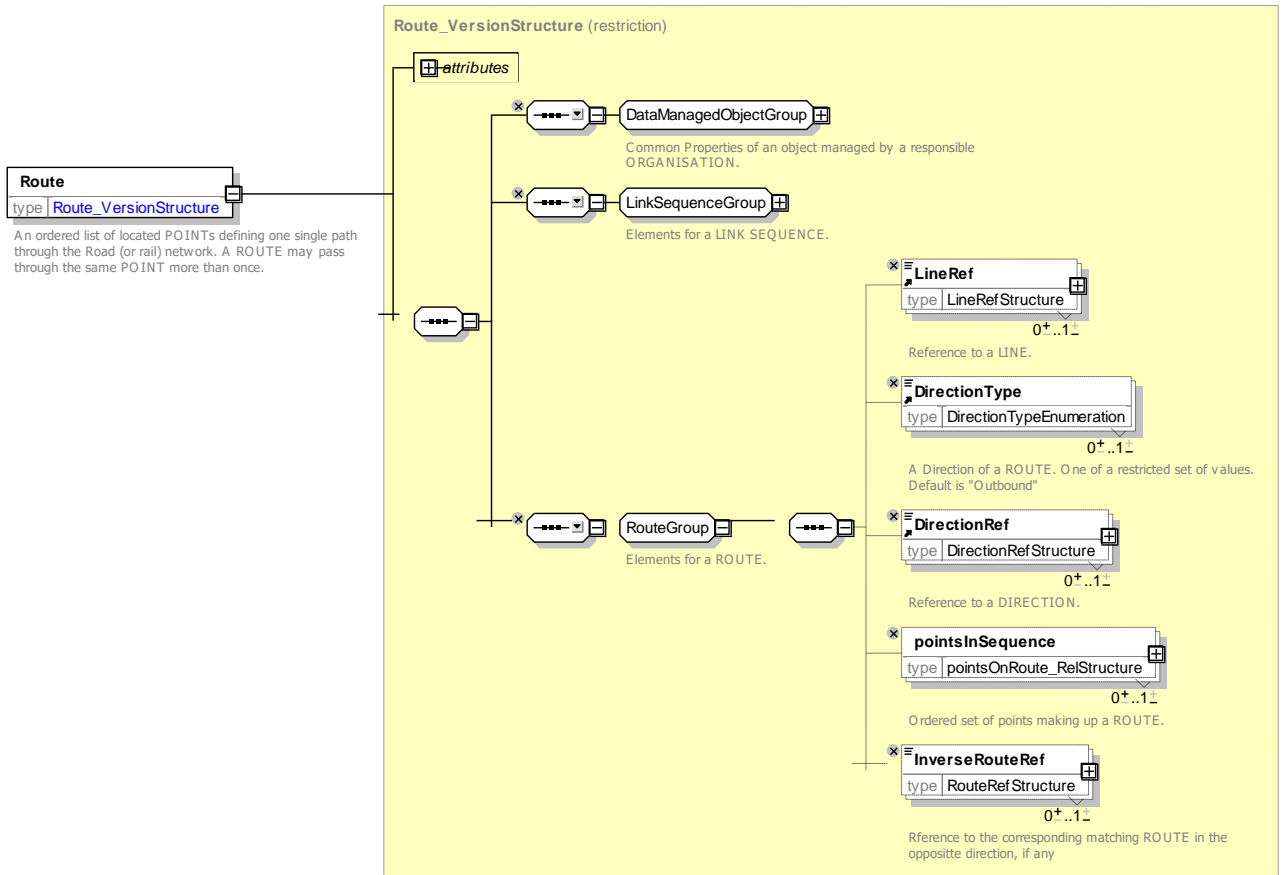 Route_VersionStructure (restriction)
attributes
DataManagedObjectGroup
Common Properties of an object managed by a responsible
ORGANISATION.
Route
type Route_VersionStructure
An ordered list of located POINTs defining one single path
through the Road (or rail) network. A ROUTE may pass
through the same POINT more than once.
LinkSequenceGroup
Elements for a LINK SEQUENCE.
LineRef
type LineRefStructure
0..1
Reference to a LINE.
DirectionType
type DirectionTypeEnumeration
0..1
A Direction of a ROUTE. One of a restricted set of values.
Default is "Outbound"
RouteGroup
Elements for a ROUTE.
DirectionRef
type DirectionRefStructure
0..1
Reference to a DIRECTION.
pointsInSequence
type pointsOnRoute_RelStructure
0..1
Ordered set of points making up a ROUTE.
InverseRouteRef
type RouteRefStructure
0..1
Rference to the corresponding matching ROUTE in the
oppositte direction, if any